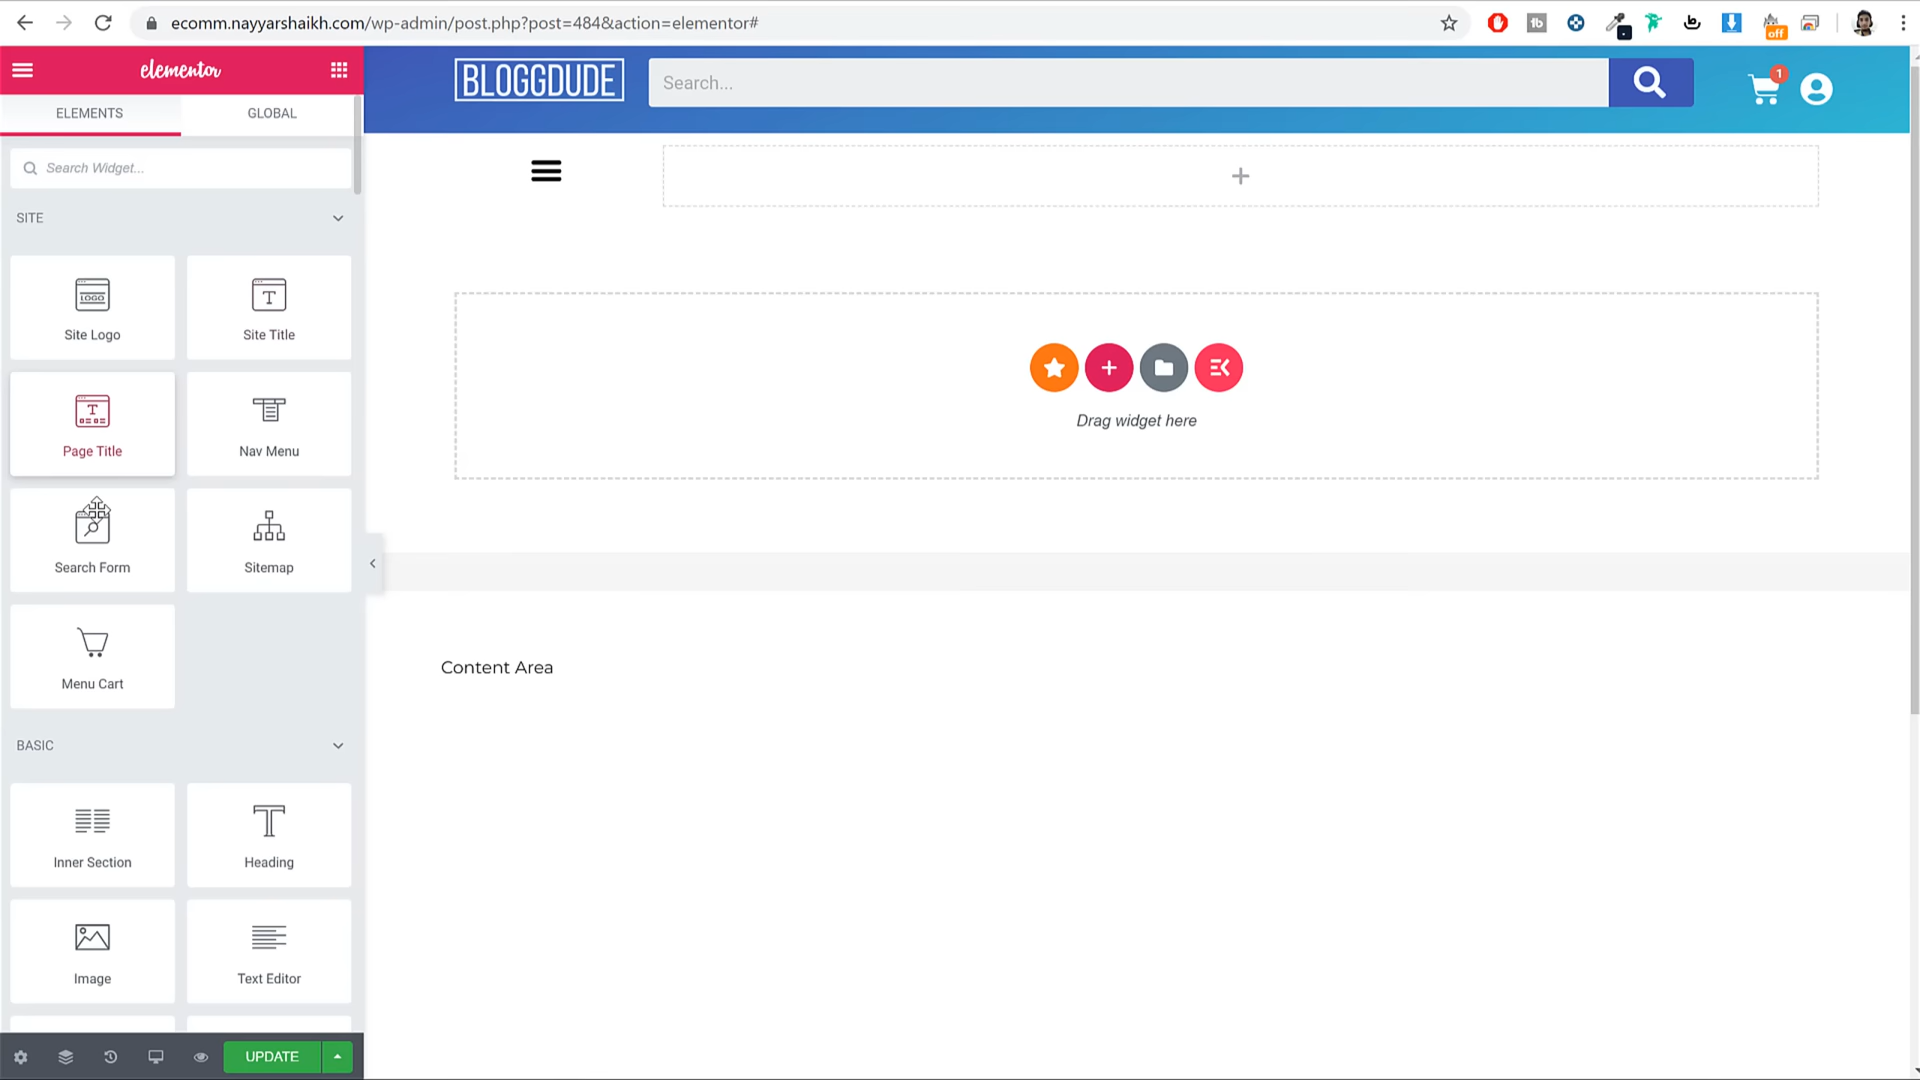 ecomm.nayyarshaikh.com/wp-admin/post.php?post=484&action=elementor#
off
elementor
ELEMENTS
GLOBAL
Search Widget...
SITE
LOGO
Site Logo
Site Title
Page Title
Nav Menu
Search Form
Sitemap
Menu Cart
BASIC
Inner Section
Heading
Image
Text Editor
UPDATE
BLOGGDUDE
Search...
1
Drag widget here
Content Area